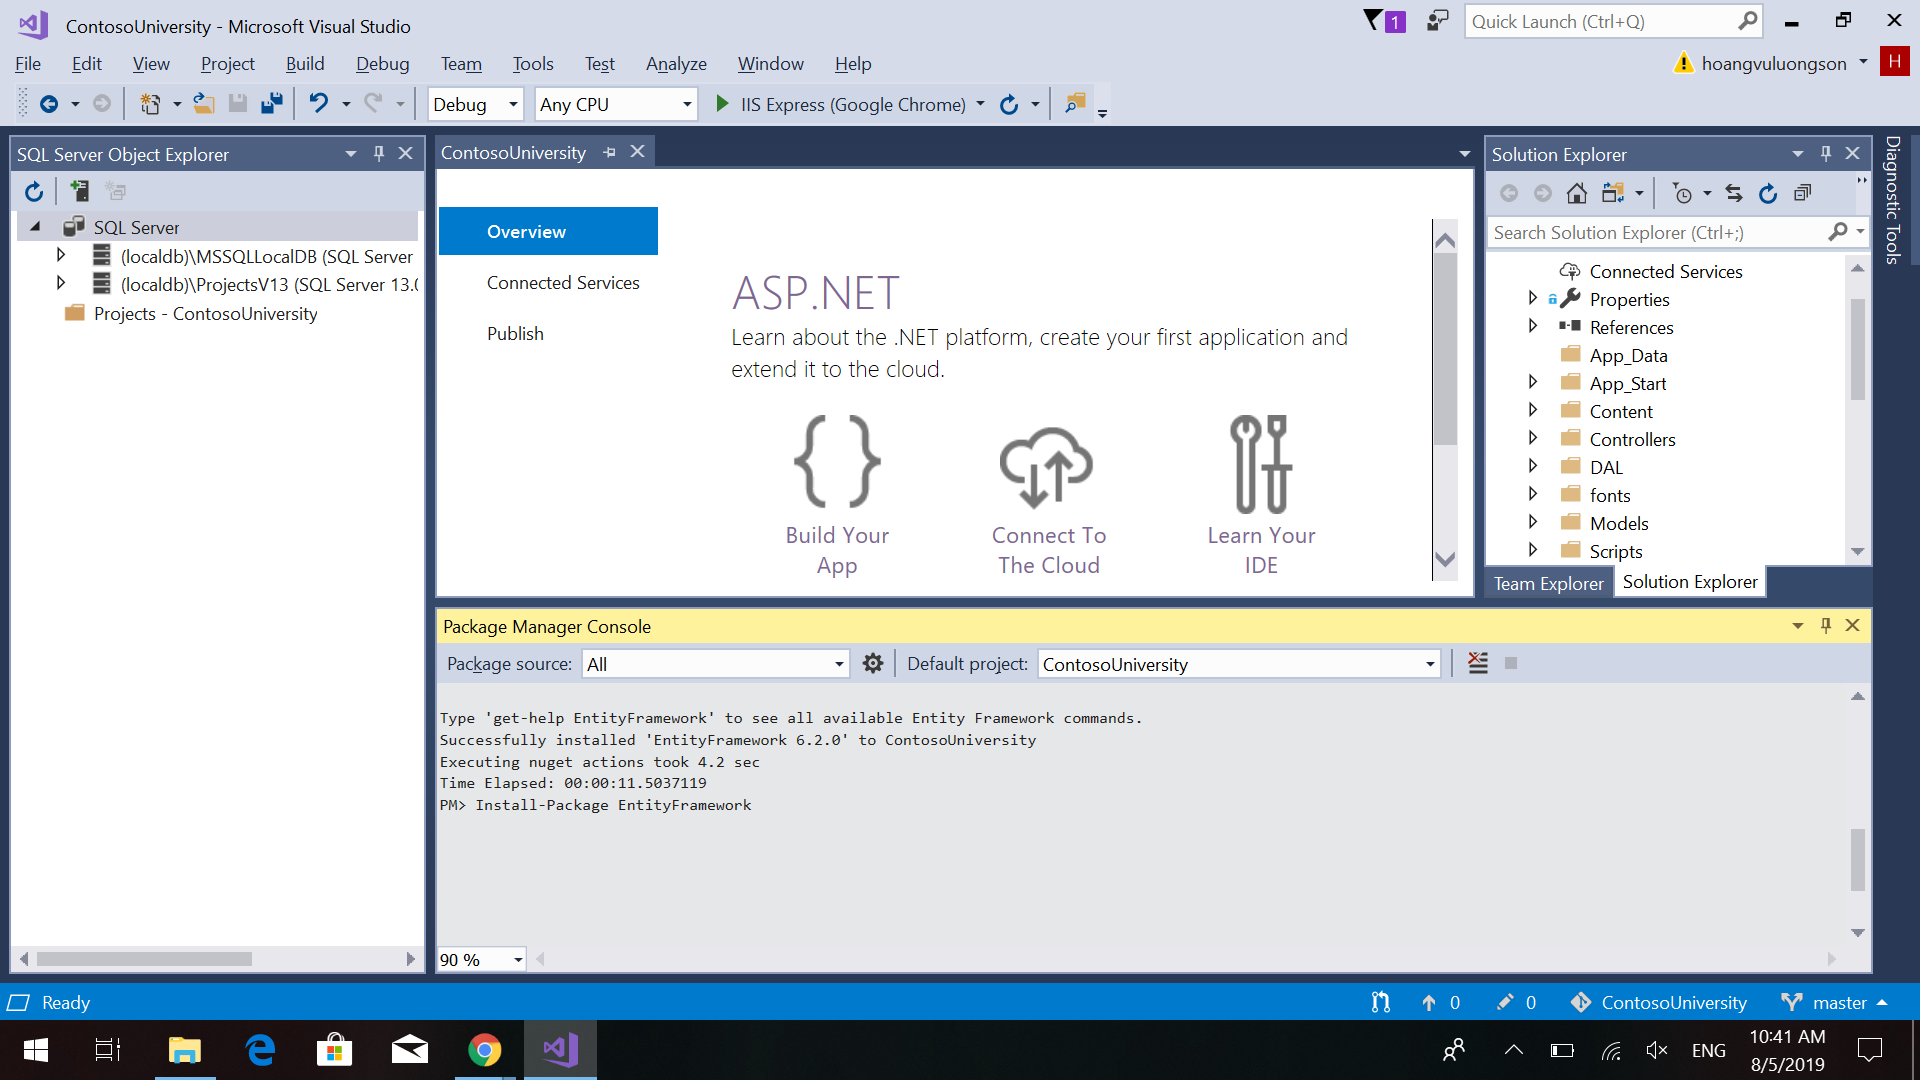 ContosoUniversity - Microsoft Visual Studio
1
Quick Launch (Ctrl+Q)
File Edit View Project Build Debug Team Tools Test Analyze Window Help
hoangvuluongson
H
Debug
Any CPU
IIS Express (Google Chrome)
SQL Server Object Explorer
SQL Server
(localdb)\MSSQLLocalDB (SQL Server
(localdb)\ProjectsV13 (SQL Server 13.0
Projects - ContosoUniversity
ContosoUniversity
Overview
Connected Services
Publish
ASP.NET
Learn about the .NET platform, create your first application and
extend it to the cloud.
Build Your
App
Connect To
The Cloud
Learn Your
IDE
Solution Explorer
Search Solution Explorer (Ctrl+;)
Connected Services
Properties
References
App_Data
App_Start
Content
Controllers
DAL
fonts
Models
Scripts
Team Explorer
Solution Explorer
Diagnostic Tools
Package Manager Console
Package source: All
Default project: ContosoUniversity
Type 'get-help EntityFramework' to see all available Entity Framework commands.
Successfully installed 'EntityFramework 6.2.0' to ContosoUniversity
Executing nuget actions took 4.2 sec
Time Elapsed: 00:00:11.5037119
PM> Install-Package EntityFramework
90 %
Ready
0
0
ContosoUniversity
master
ENG
10:41 AM
8/5/2019